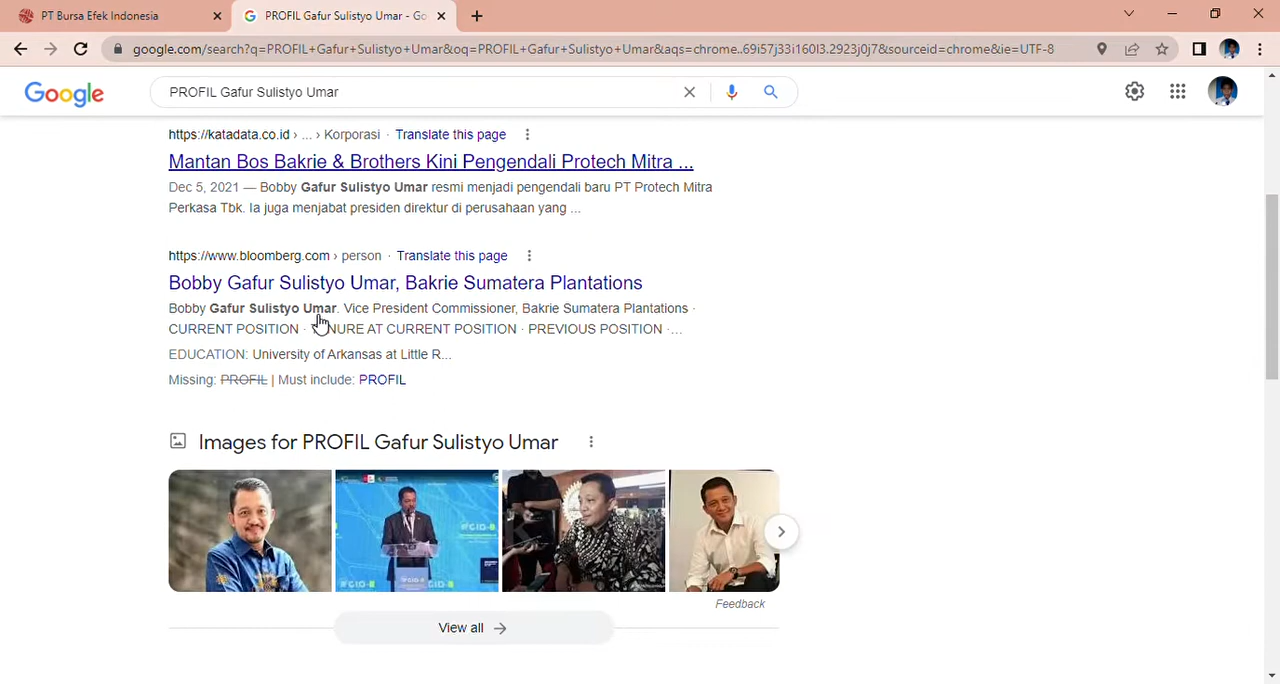 PT Bursa Efek Indonesia
PROFIL Gafur Sulistyo Umar - Go
google.com/search?q=PROFIL+Gafur+Sulistyo+Umar&oq=PROFIL+Gafur+Sulistyo+Umar&aqs=chrome..69i57j33i160l3.2923j0j7&sourceid=chrome&ie=UTF-8
Google
PROFIL Gafur Sulistyo Umar
https://katadata.co.id › ... › Korporasi · Translate this page
Mantan Bos Bakrie & Brothers Kini Pengendali Protech Mitra ...
Dec 5, 2021 — Bobby Gafur Sulistyo Umar resmi menjadi pengendali baru PT Protech Mitra
Perkasa Tbk. Ia juga menjabat presiden direktur di perusahaan yang ...
https://www.bloomberg.com › person · Translate this page
Bobby Gafur Sulistyo Umar, Bakrie Sumatera Plantations
Bobby Gafur Sulistyo Umar. Vice President Commissioner, Bakrie Sumatera Plantations ·
CURRENT POSITION · TENURE AT CURRENT POSITION · PREVIOUS POSITION · ...
EDUCATION: University of Arkansas at Little R...
Missing: PROFIL | Must include: PROFIL
Images for PROFIL Gafur Sulistyo Umar
Feedback
View all